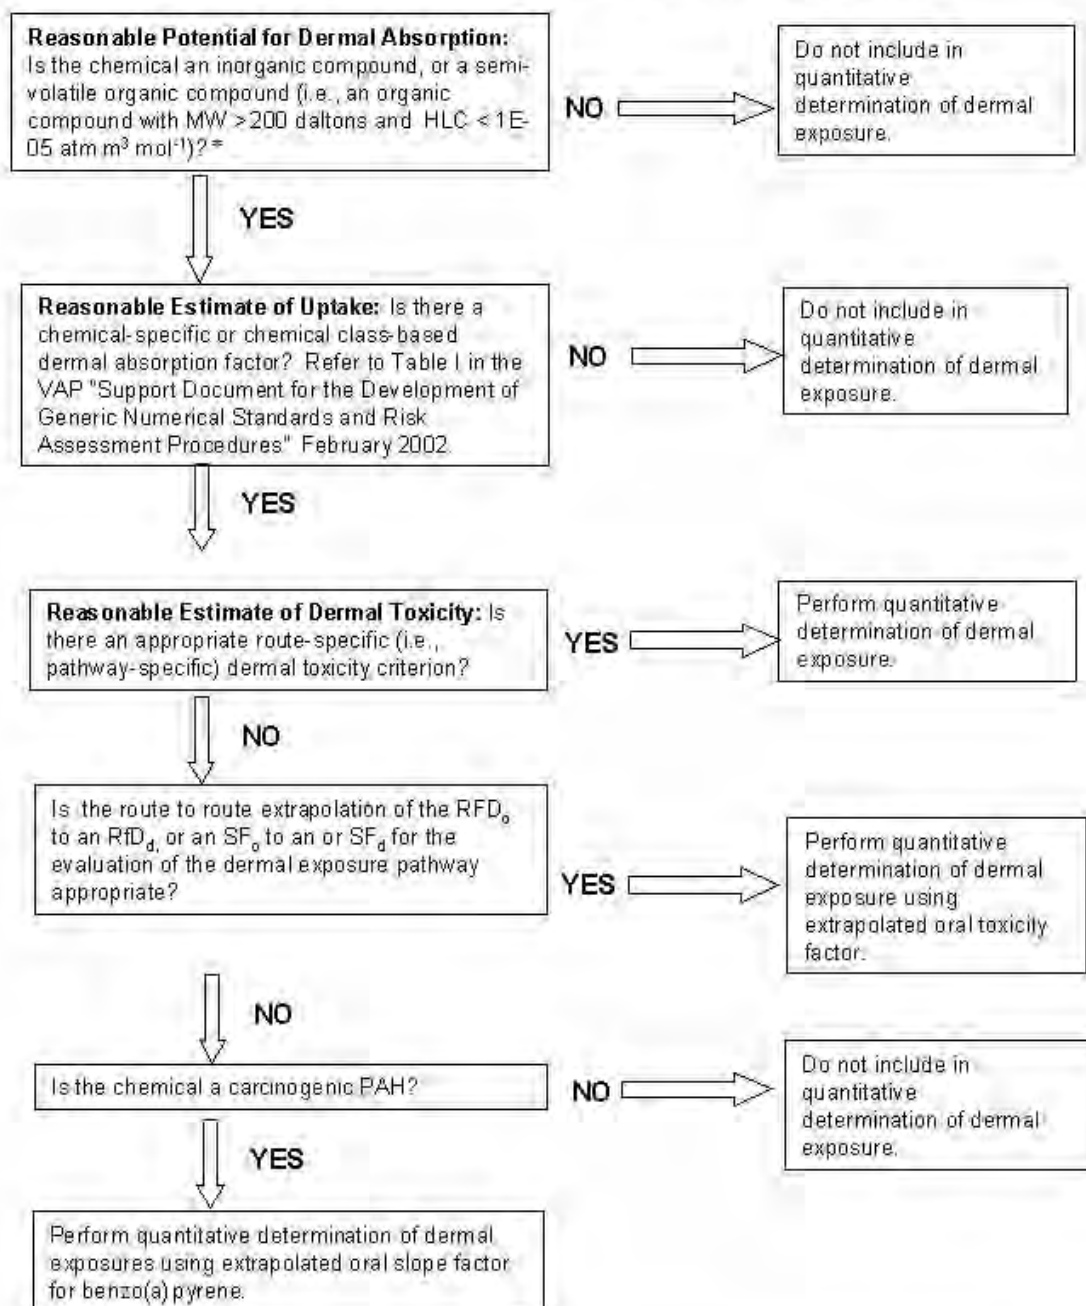 Reasonable Potential for Dermal Absorption:
Is the chemical an inorganic compound, or a semi-
volatile organic compound (i.e., an organic
compound with MW >200 daltons and HLC <1E-
05 atm m³ mol⁻¹)?*
NO
Do not include in
quantitative
determination of dermal
exposure.
YES
Reasonable Estimate of Uptake: Is there a
chemical-specific or chemical class-based
dermal absorption factor? Refer to Table I in the
VAP "Support Document for the Development of
Generic Numerical Standards and Risk
Assessment Procedures" February 2002
NO
Do not include in
quantitative
determination of dermal
exposure.
YES
Reasonable Estimate of Dermal Toxicity: Is
there an appropriate route-specific (i.e.,
pathway-specific) dermal toxicity criterion?
YES
Perform quantitative
determination of dermal
exposure.
NO
Is the route to route extrapolation of the RFDₒ
to an RfD_d, or an SFₒ to an or SF_d for the
evaluation of the dermal exposure pathway
appropriate?
YES
Perform quantitative
determination of dermal
exposure using
extrapolated oral toxicity
factor.
NO
Is the chemical a carcinogenic PAH?
NO
Do not include in
quantitative
determination of dermal
exposure.
YES
Perform quantitative determination of dermal
exposures using extrapolated oral slope factor
for benzo(a)pyrene.